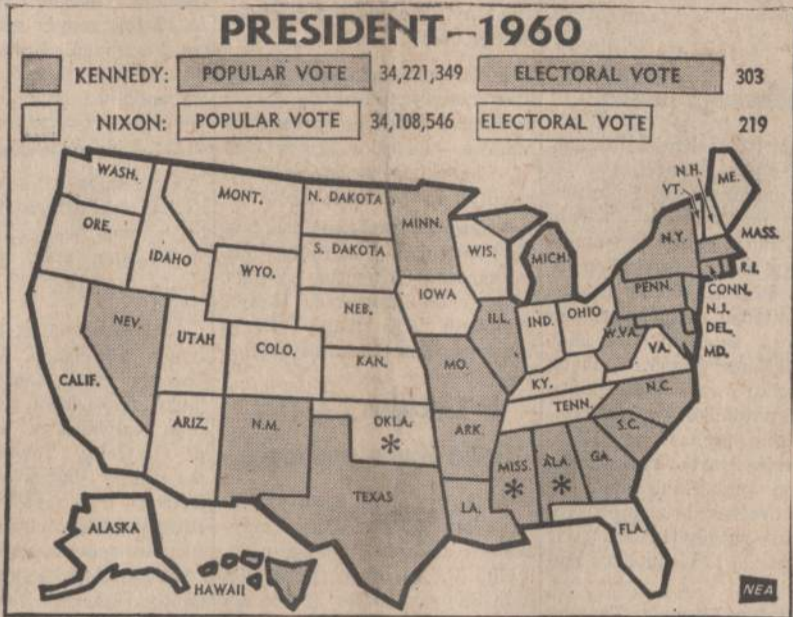 PRESIDENT—1960
KENNEDY: POPULAR VOTE 34,221,349 ELECTORAL VOTE 303
NIXON: POPULAR VOTE 34,108,546 ELECTORAL VOTE 219
WASH.
MONT.
N. DAKOTA
MINN.
VT.
N.H.
ME.
ORE.
IDAHO
WYO.
S. DAKOTA
WIS.
MICH.
N.Y.
MASS.
R.I.
CONN.
NEV.
UTAH
COLO.
NEB.
IOWA
ILL.
IND.
OHIO
PENN.
N.J.
DEL.
MD.
W.VA.
VA.
CALIF.
KAN.
MO.
KY.
ARIZ.
N.M.
OKLA.
*
ARK.
TENN.
N.C.
S.C.
TEXAS
LA.
MISS.
*
ALA.
*
GA.
FLA.
ALASKA
HAWAII
NEA